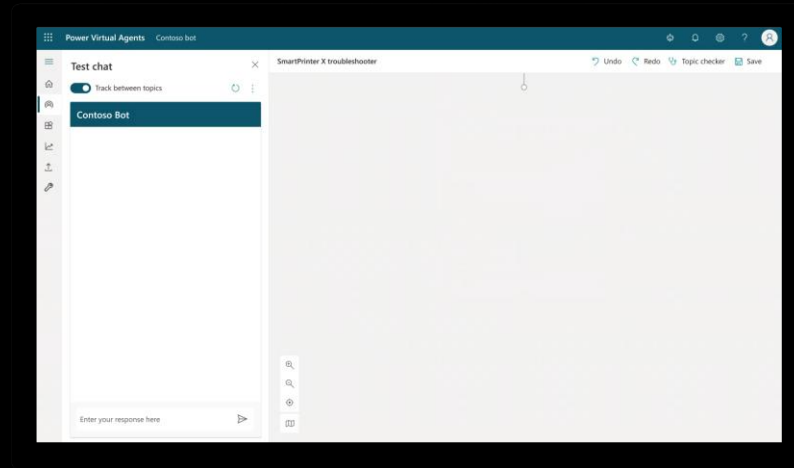 Power Virtual Agents Contoso bot ?
Test chat
SmartPrinter X troubleshooter Undo Redo Topic checker Save
Track between topics
Contoso Bot
Enter your response here